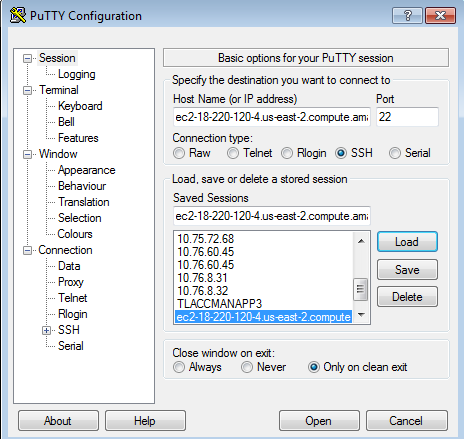 PuTTY Configuration
Session
Logging
Terminal
Keyboard
Bell
Features
Window
Appearance
Behaviour
Translation
Selection
Colours
Connection
Data
Proxy
Telnet
Rlogin
SSH
Serial
Basic options for your PuTTY session
Specify the destination you want to connect to
Host Name (or IP address) Port
ec2-18-220-120-4.us-east-2.compute.ama 22
Connection type:
Raw Telnet Rlogin SSH Serial
Load, save or delete a stored session
Saved Sessions
ec2-18-220-120-4.us-east-2.compute.ama
10.75.72.68
10.76.60.45
10.76.60.45
10.76.8.31
10.76.8.32
TLACCMANAPP3
ec2-18-220-120-4.us-east-2.compute
Load
Save
Delete
Close window on exit:
Always Never Only on clean exit
About Help Open Cancel